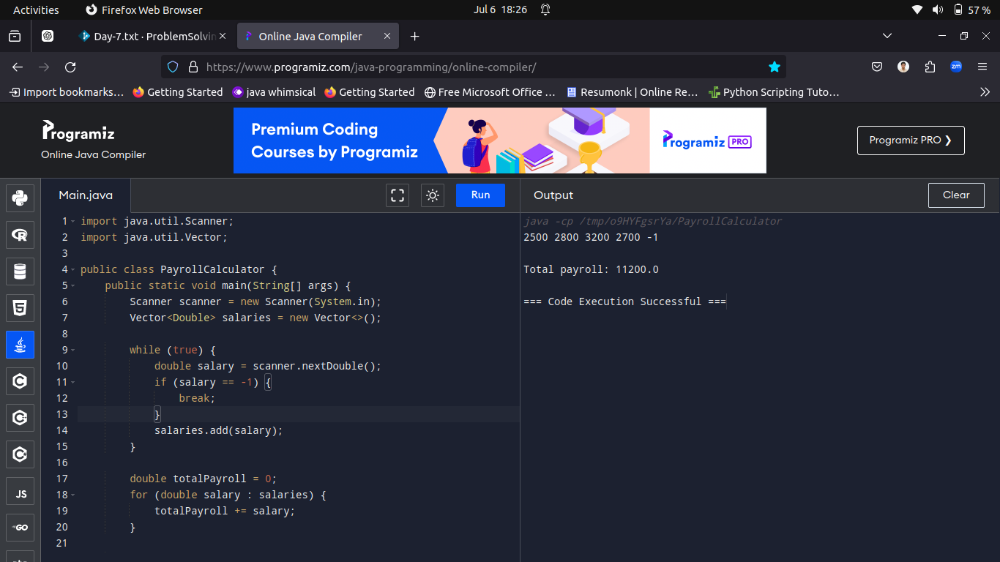 Activities
Firefox Web Browser
Jul 6 18:26
57 %
Day-7.txt · ProblemSolvin
Online Java Compiler
https://www.programiz.com/java-programming/online-compiler/
zm
Import bookmarks…
Getting Started
java whimsical
Getting Started
Free Microsoft Office …
Resumonk | Online Re…
Python Scripting Tuto…
Programiz
Online Java Compiler
Premium Coding
Courses by Programiz
Programiz PRO
Programiz PRO ❯
Main.java
Run
Output
Clear
1 import java.util.Scanner;
2 import java.util.Vector;
3
4 public class PayrollCalculator {
5     public static void main(String[] args) {
6         Scanner scanner = new Scanner(System.in);
7         Vector<Double> salaries = new Vector<>();
8
9         while (true) {
10             double salary = scanner.nextDouble();
11             if (salary == -1) {
12                 break;
13             }
14             salaries.add(salary);
15         }
16
17         double totalPayroll = 0;
18         for (double salary : salaries) {
19             totalPayroll += salary;
20         }
21
java -cp /tmp/o9HYFgsrYa/PayrollCalculator
2500 2800 3200 2700 -1
Total payroll: 11200.0
=== Code Execution Successful ===
R
5
C
C
C
JS
GO